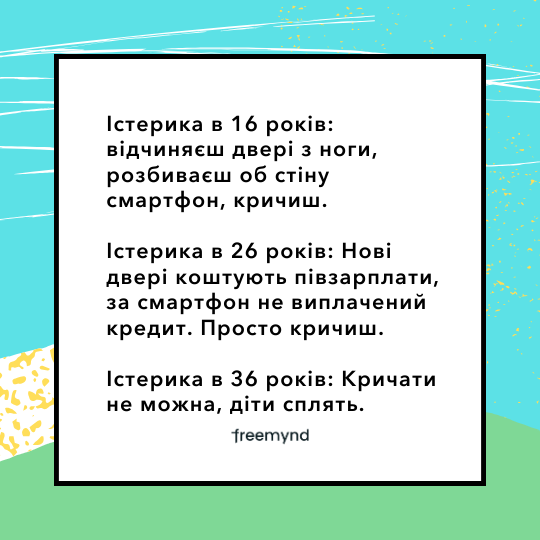 Істерика в 16 років:
відчиняєш двері з ноги,
розбиваєш об стіну
смартфон, кричиш.
Істерика в 26 років: Нові
двері коштують півзарплати,
за смартфон не виплачений
кредит. Просто кричиш.
Істерика в 36 років: Кричати
не можна, діти сплять.
freemynd